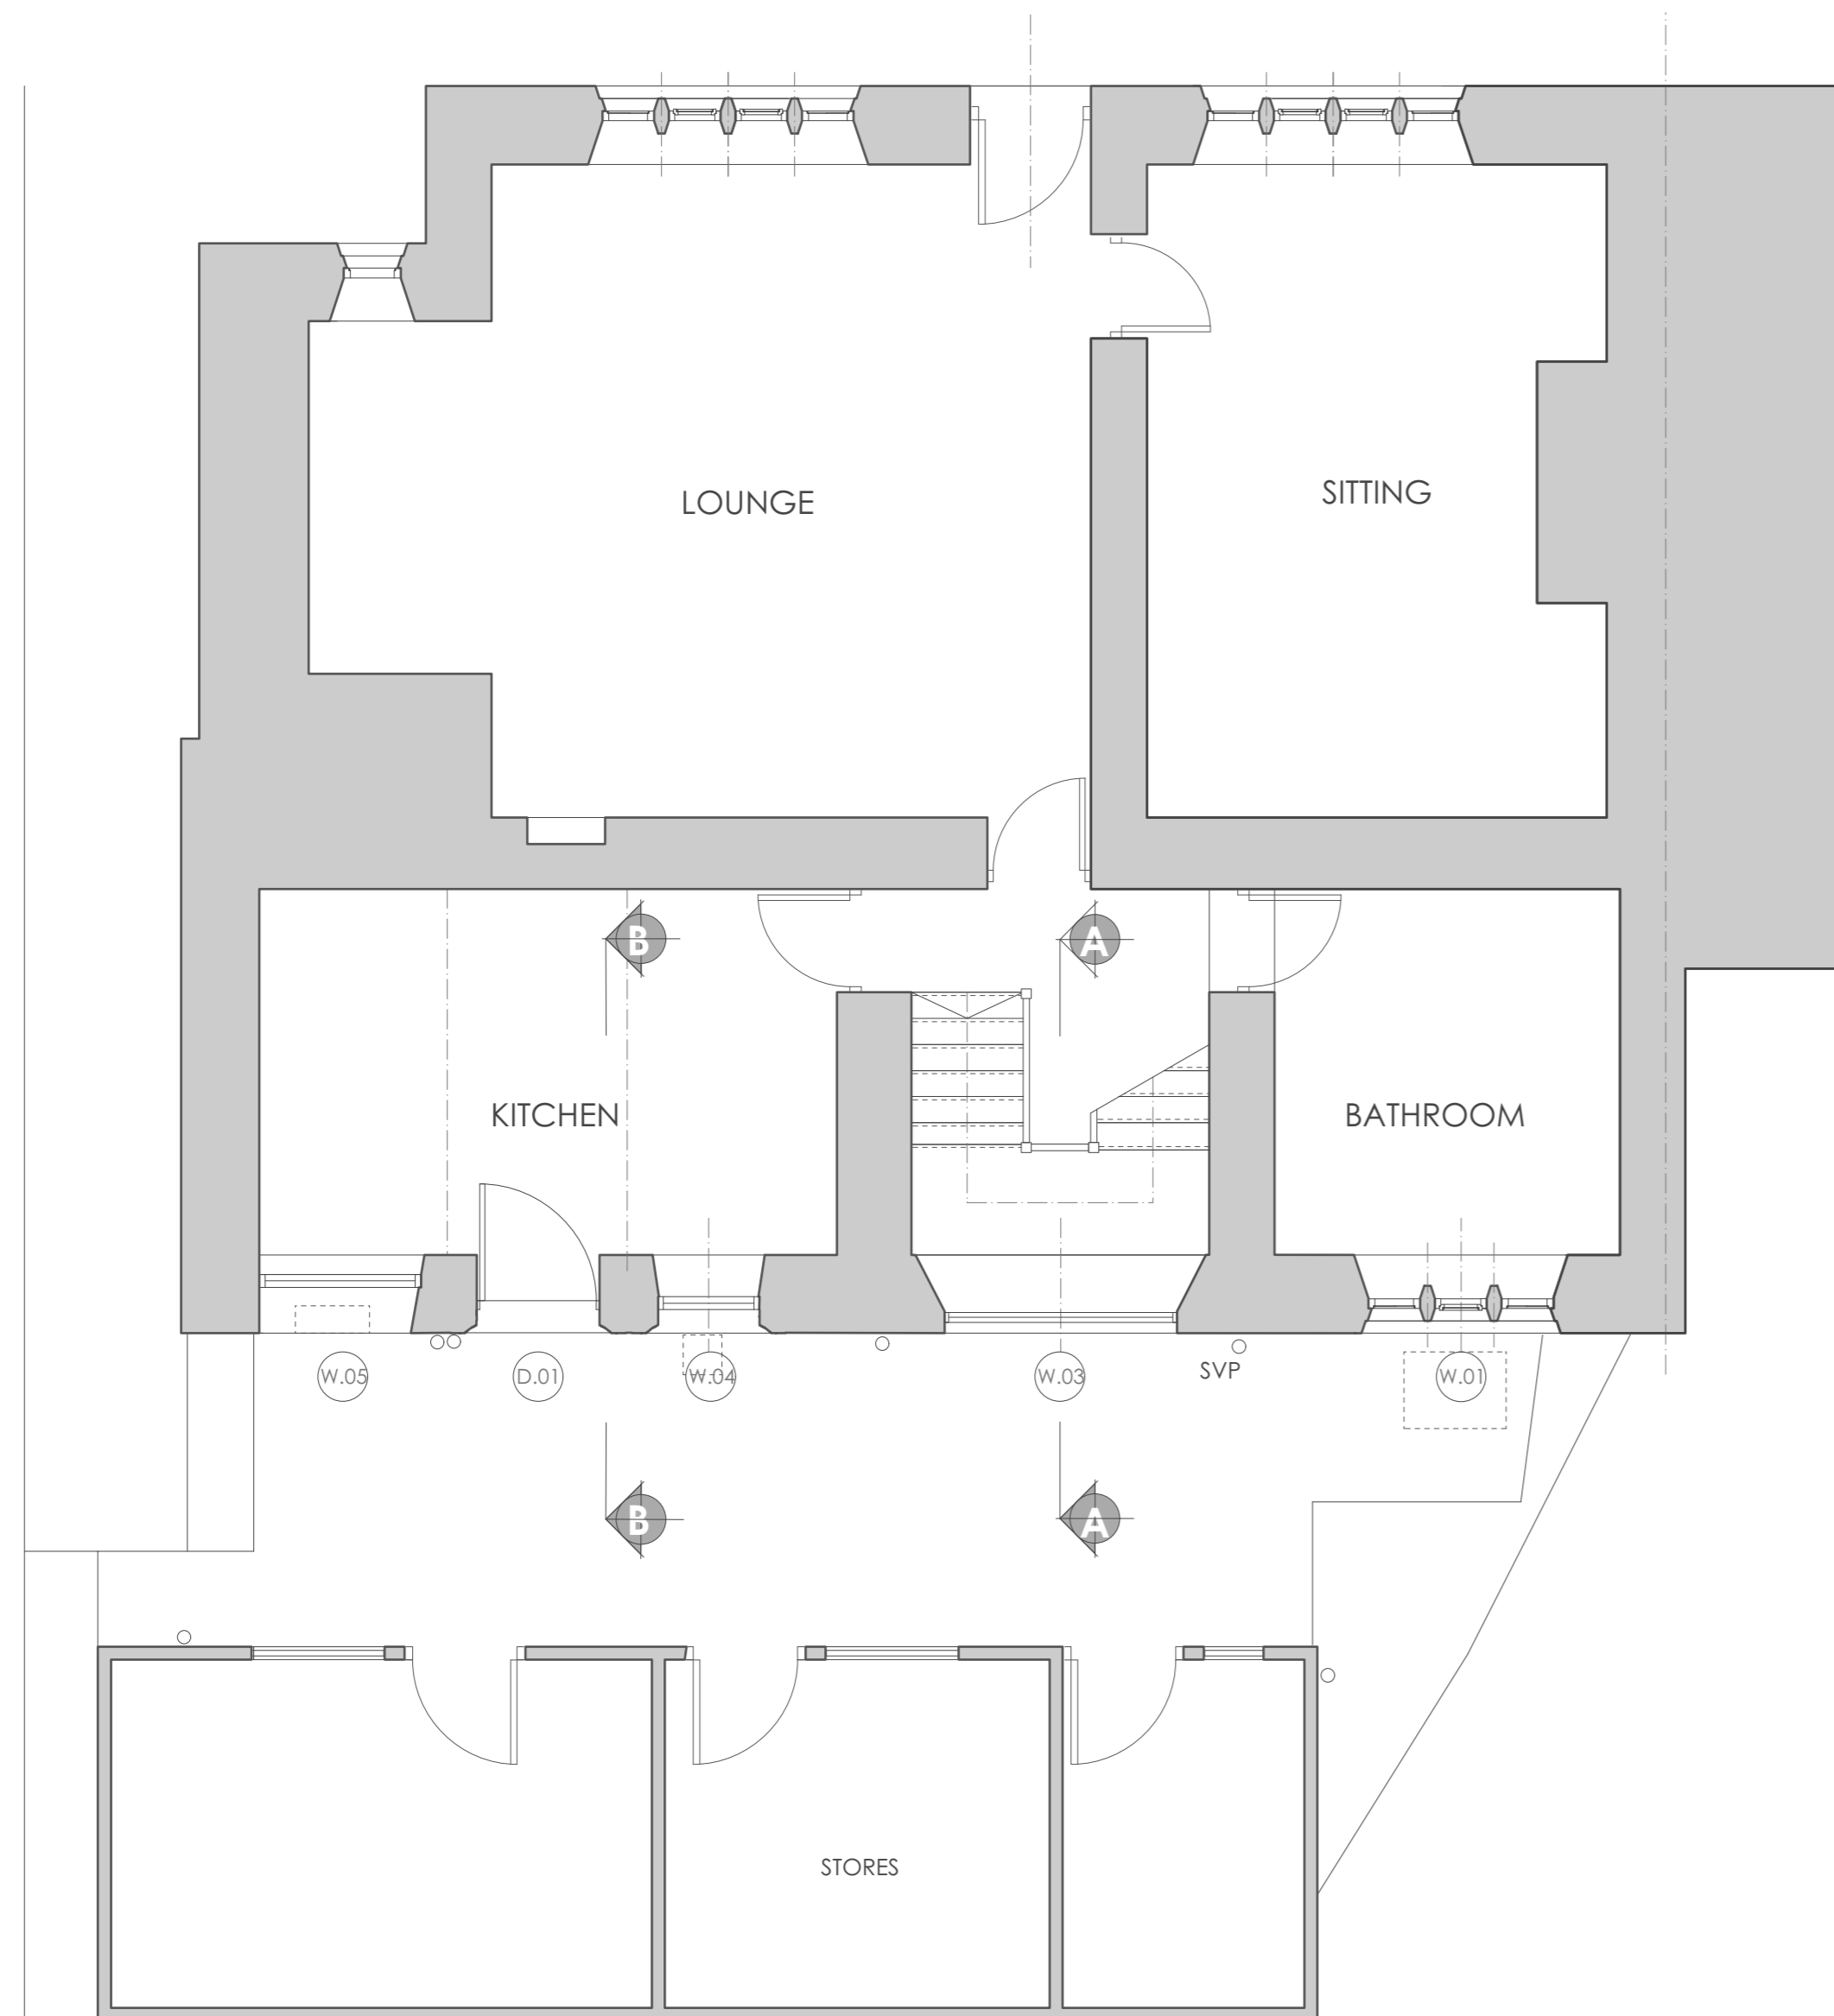 SITTING
LOUNGE
B
A
KITCHEN
BATHROOM
W.05
D.01
W.04
W.03
SVP
W.01
B
A
STORES